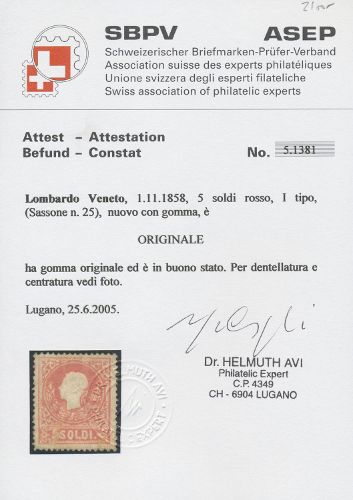 SBPV ASEP
Schweizerischer Briefmarken-Prüfer-Verband
Association suisse des experts philatéliques
Unione svizzera degli esperti filateliche
Swiss association of philatelic experts
Attest – Attestation
Befund – Constat No. 5.1381
Lombardo Veneto, 1.11.1858, 5 soldi rosso, I tipo,
(Sassone n. 25), nuovo con gomma, è
ORIGINALE
ha gomma originale ed è in buono stato. Per dentellatura e
centratura vedi foto.
Lugano, 25.6.2005.
Dr. HELMUTH AVI
Philatelic Expert
C.P. 4349
CH - 6904 LUGANO
SOLDI